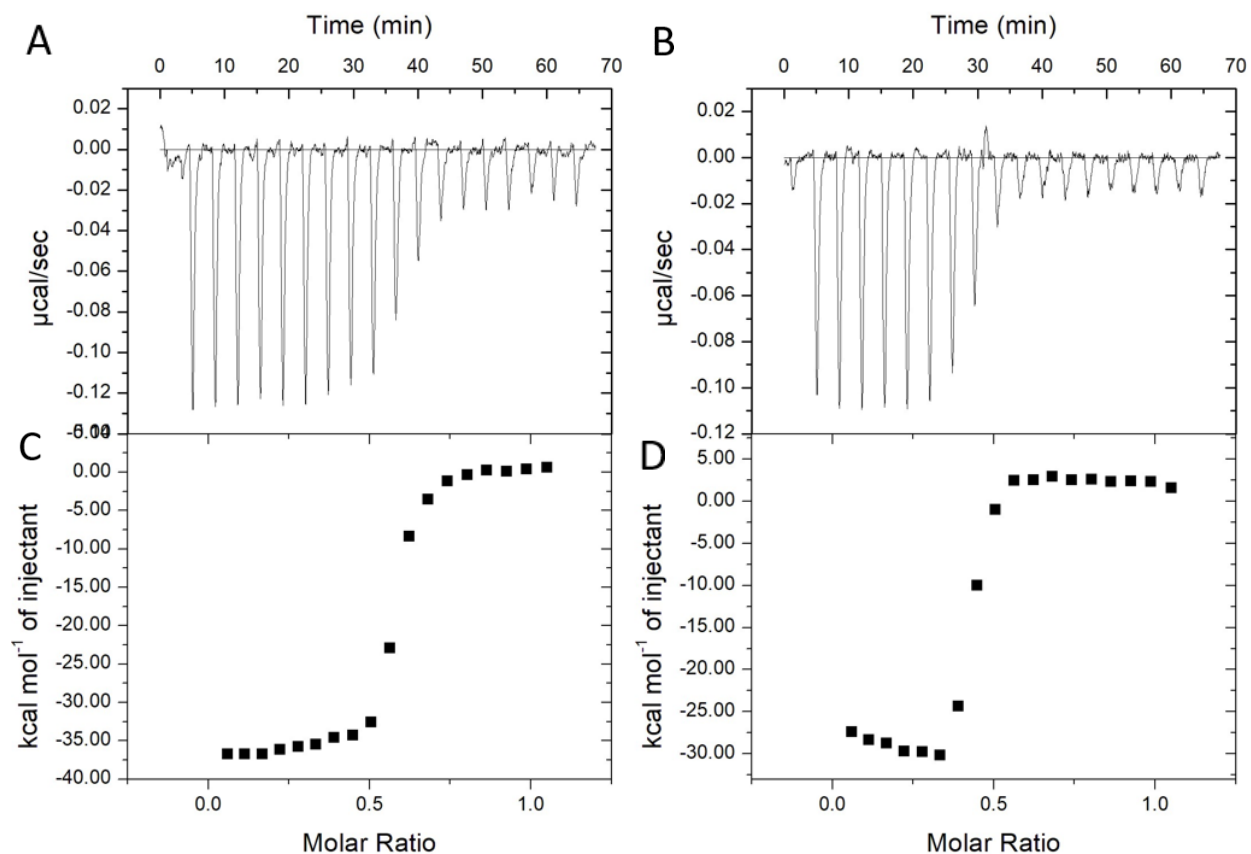 A
Time (min)
0 10 20 30 40 50 60 70
0.02
0.00
-0.02
-0.04
-0.06
-0.08
-0.10
-0.12
µcal/sec
C
0.00
-5.00
-10.00
-15.00
-20.00
-25.00
-30.00
-35.00
-40.00
kcal mol⁻¹ of injectant
0.0 0.5 1.0
Molar Ratio
B
Time (min)
0 10 20 30 40 50 60 70
0.02
0.00
-0.02
-0.04
-0.06
-0.08
-0.10
-0.12
µcal/sec
D
5.00
0.00
-5.00
-10.00
-15.00
-20.00
-25.00
-30.00
kcal mol⁻¹ of injectant
0.0 0.5 1.0
Molar Ratio